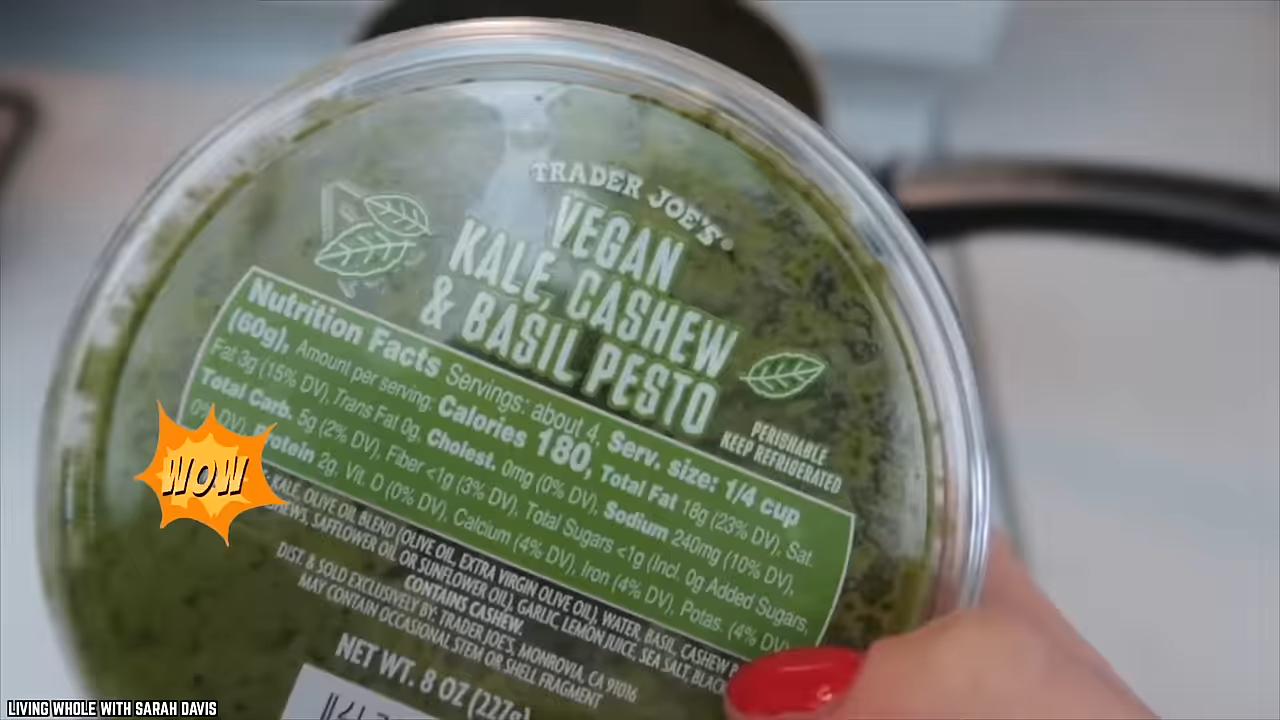 TRADER JOE'S®
VEGAN
KALE, CASHEW
& BASIL PESTO
PERISHABLE
KEEP REFRIGERATED
Nutrition Facts Servings: about 4, Serv. size: 1/4 cup
(60g), Amount per serving: Calories 180, Total Fat 18g (23% DV), Sat.
Fat 3g (15% DV), Trans Fat 0g, Cholest. 0mg (0% DV), Sodium 240mg (10% DV),
Total Carb. 5g (2% DV), Fiber <1g (3% DV), Total Sugars <1g (Incl. 0g Added Sugars,
DV), Protein 2g, Vit. D (0% DV), Calcium (4% DV), Iron (4% DV), Potas. (4% DV)
KALE, OLIVE OIL BLEND (OLIVE OIL, EXTRA VIRGIN OLIVE OIL), WATER, BASIL, CASHEW
SAFFLOWER OIL OR SUNFLOWER OIL), GARLIC, LEMON JUICE, SEA SALT, BLACK
CONTAINS CASHEW.
DIST. & SOLD EXCLUSIVELY BY: TRADER JOE'S, MONROVIA, CA 91016
MAY CONTAIN OCCASIONAL STEM OR SHELL FRAGMENT
NET WT. 8 OZ (227g)
WOW
LIVING WHOLE WITH SARAH DAVIS